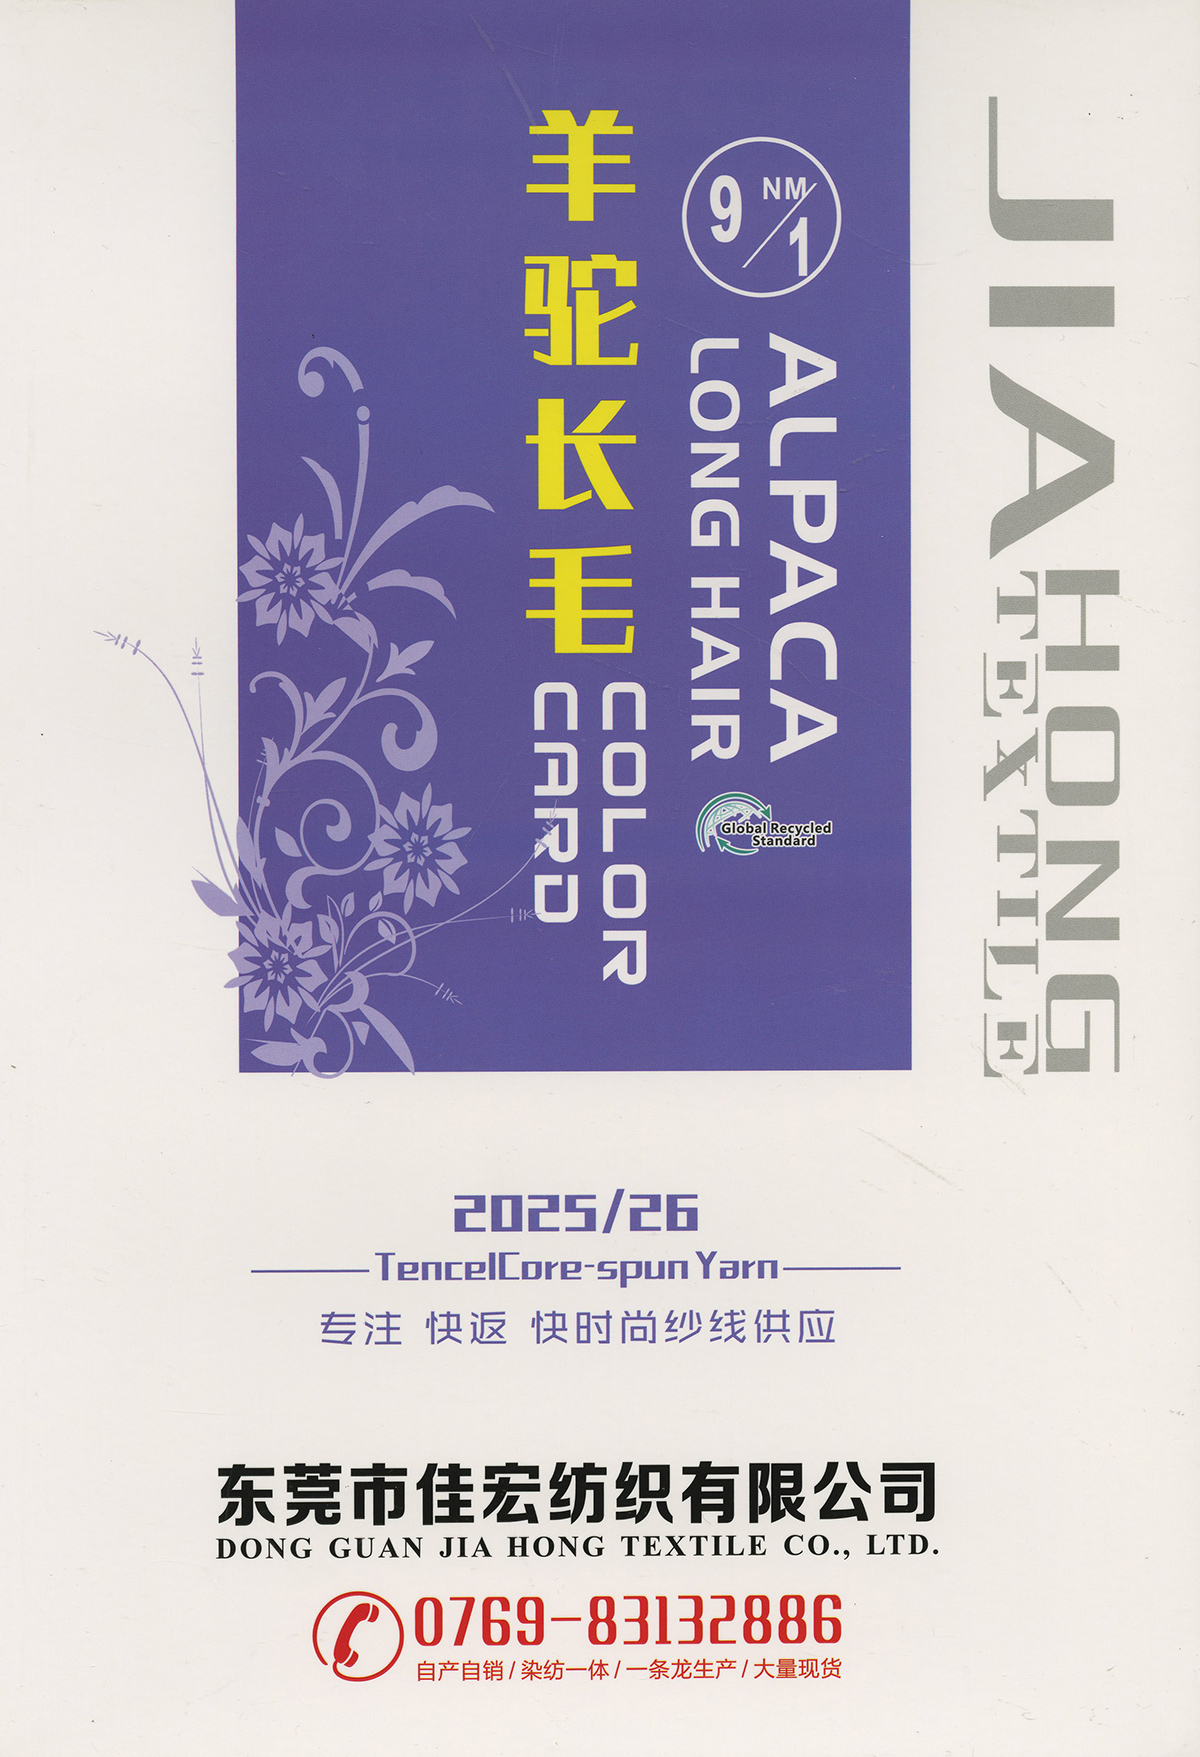 JIA HONG
TEXTILE
9 NM/1
ALPACA
LONG HAIR
羊驼长毛
COLOR
CARD
Global Recycled
Standard
2025/26
TencelCore-spun Yarn
专注 快返 快时尚纱线供应
东莞市佳宏纺织有限公司
DONG GUAN JIA HONG TEXTILE CO., LTD.
0769-83132886
自产自销/染纺一体/一条龙生产/大量现货